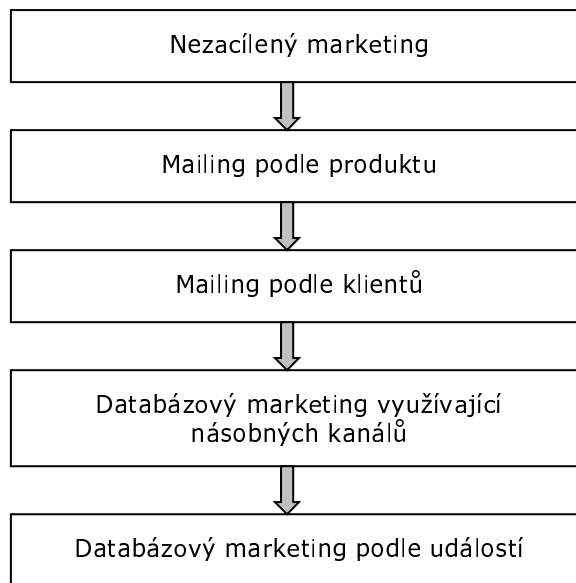 Nezacílený marketing
Mailing podle produktu
Mailing podle klientů
Databázový marketing využívající
násobných kanálů
Databázový marketing podle událostí